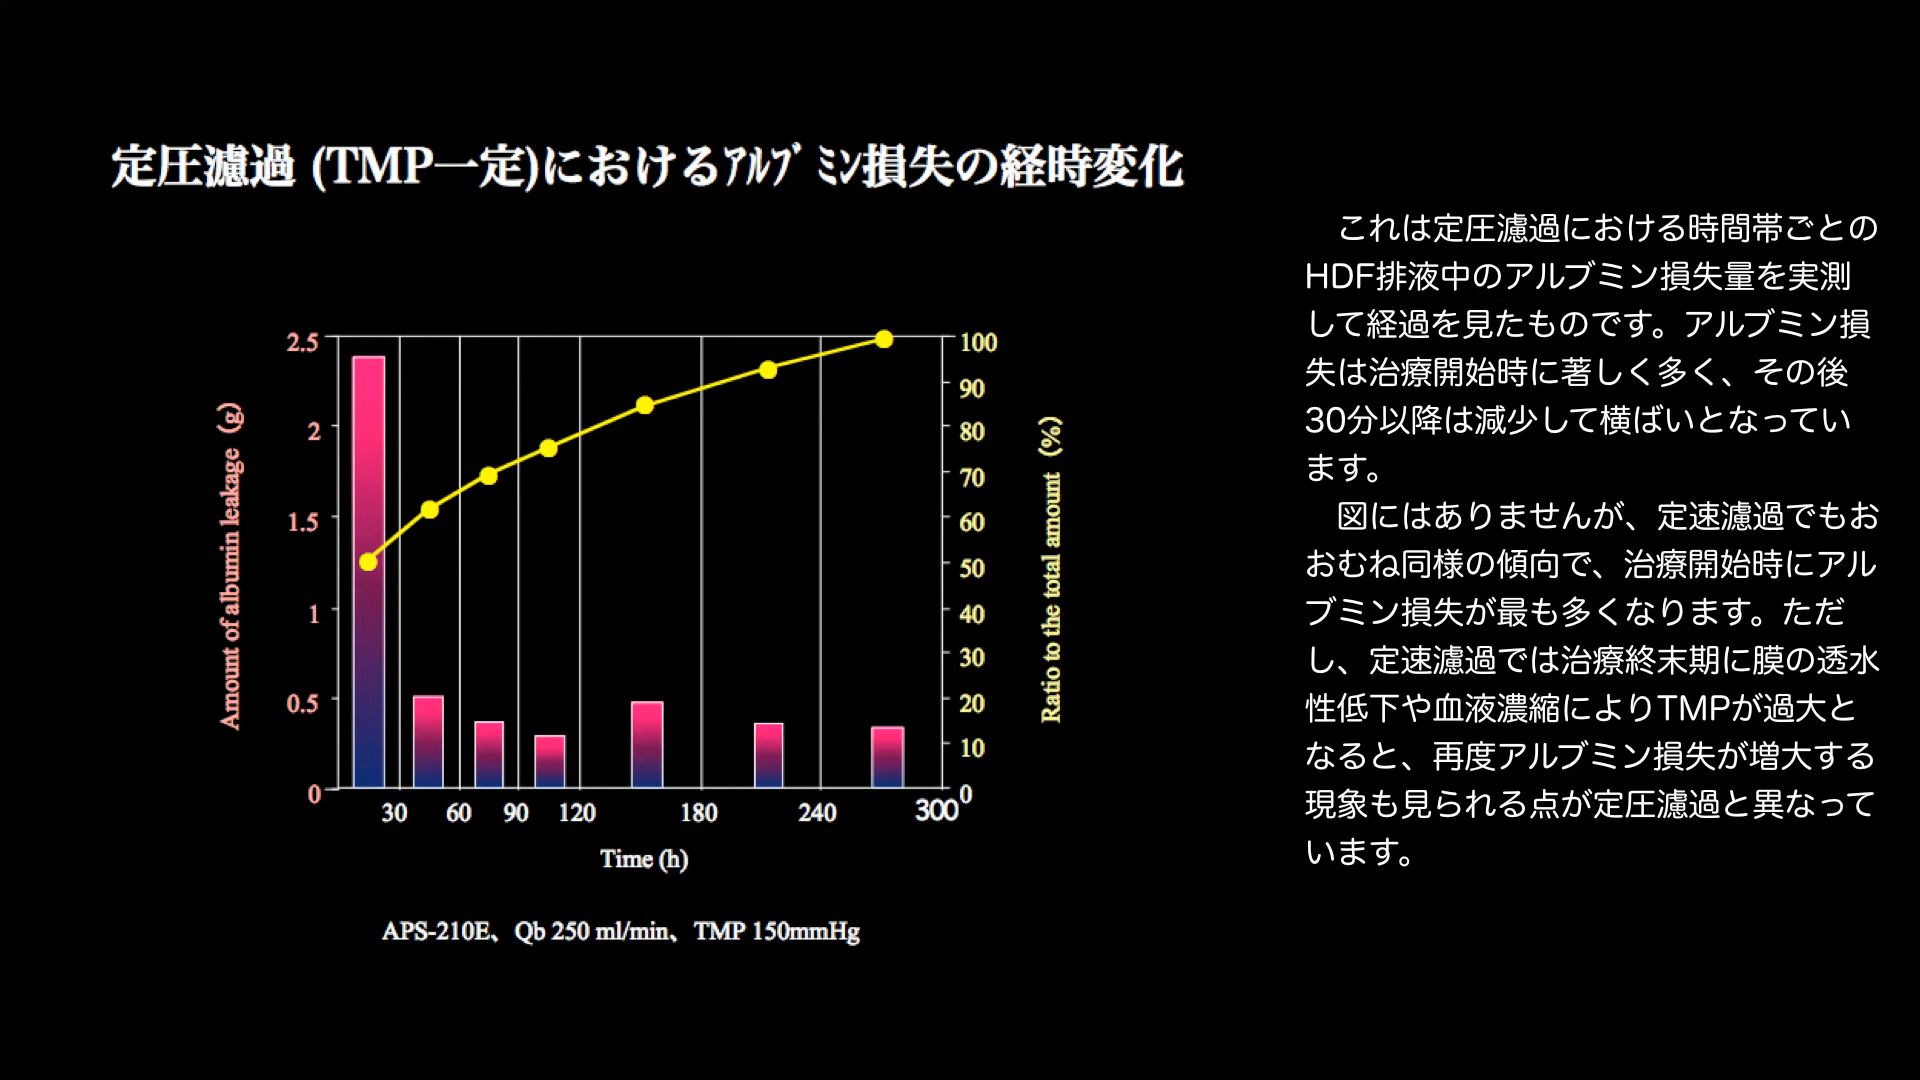 定圧濾過 (TMP一定)におけるｱﾙﾌﾞﾐﾝ損失の経時変化
2.5
2
1.5
1
0.5
0
Amount of albumin leakage (g)
100
90
80
70
60
50
40
30
20
10
0
Ratio to the total amount (%)
30 60 90 120 180 240 300
Time (h)
APS-210E、Qb 250 ml/min、TMP 150mmHg
これは定圧濾過における時間帯ごとの
HDF排液中のアルブミン損失量を実測
して経過を見たものです。アルブミン損
失は治療開始時に著しく多く、その後
30分以降は減少して横ばいとなってい
ます。
図にはありませんが、定速濾過でもお
おむね同様の傾向で、治療開始時にアル
ブミン損失が最も多くなります。ただ
し、定速濾過では治療終末期に膜の透水
性低下や血液濃縮によりTMPが過大と
なると、再度アルブミン損失が増大する
現象も見られる点が定圧濾過と異なって
います。